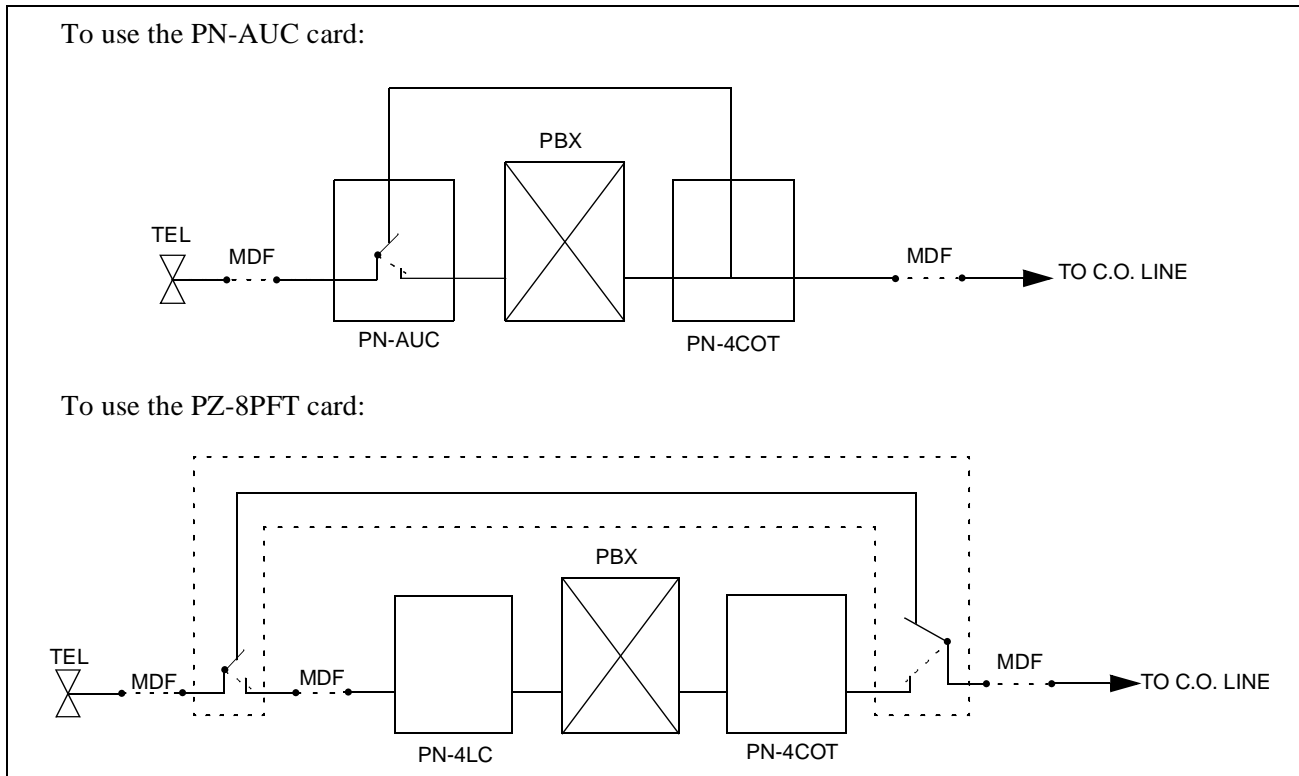 To use the PN-AUC card:
PBX
TEL
MDF
MDF
TO C.O. LINE
PN-AUC
PN-4COT
To use the PZ-8PFT card:
PBX
TEL
MDF
MDF
MDF
TO C.O. LINE
PN-4LC
PN-4COT